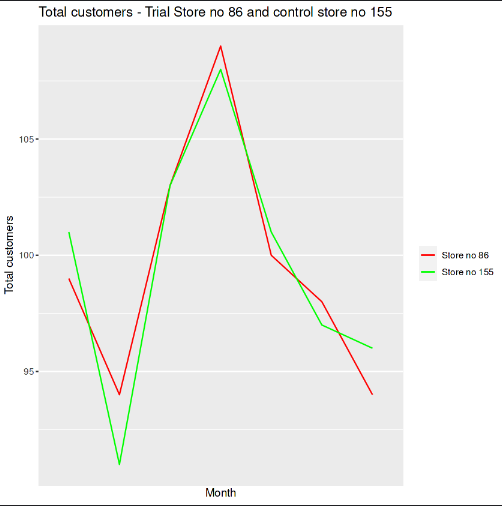 Total customers - Trial Store no 86 and control store no 155
Total customers
105
100
95
Month
Store no 86
Store no 155